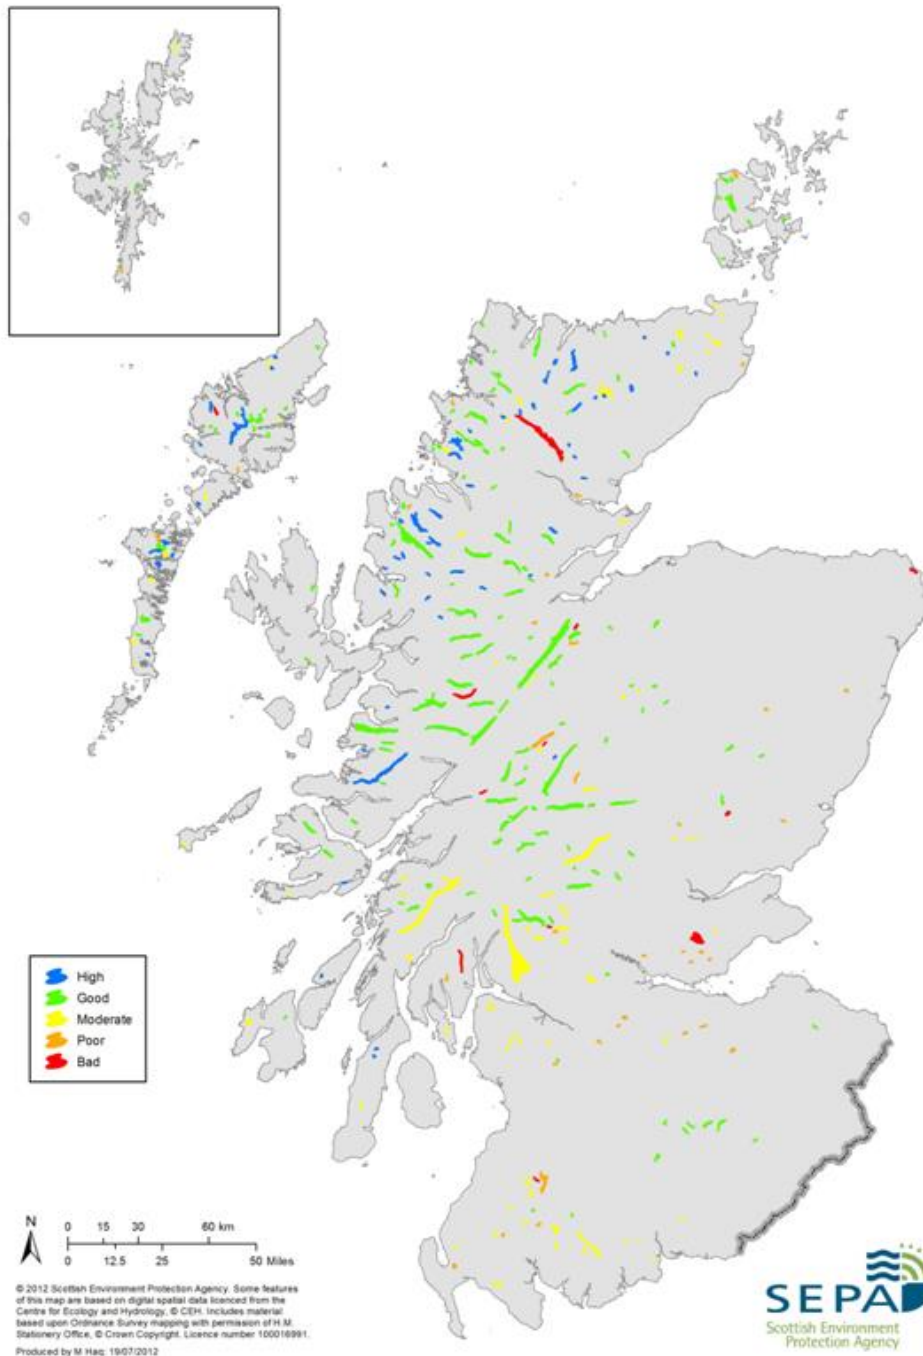 High
Good
Moderate
Poor
Bad
N
0 15 30 60 km
0 12.5 25 50 Miles
© 2012 Scottish Environment Protection Agency. Some features
of this map are based on digital spatial data licenced from the
Centre for Ecology and Hydrology, © CEH. Includes material
based upon Ordnance Survey mapping with permission of H.M.
Stationery Office, © Crown Copyright. Licence number 100016991.
Produced by M Haq: 19/07/2012
SEPA
Scottish Environment
Protection Agency